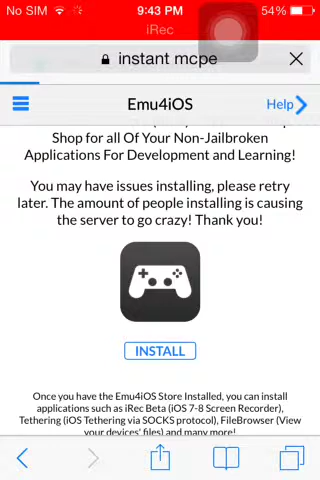 No SIM 9:43 PM 54%
iRec
instant mcpe
Emu4iOS
Help
Shop for all Of Your Non-Jailbroken
Applications For Development and Learning!
You may have issues installing, please retry
later. The amount of people installing is causing
the server to go crazy! Thank you!
INSTALL
Once you have the Emu4iOS Store Installed, you can install
applications such as iRec Beta (iOS 7-8 Screen Recorder),
Tethering (iOS Tethering via SOCKS protocol), FileBrowser (View
your devices' files) and many more!